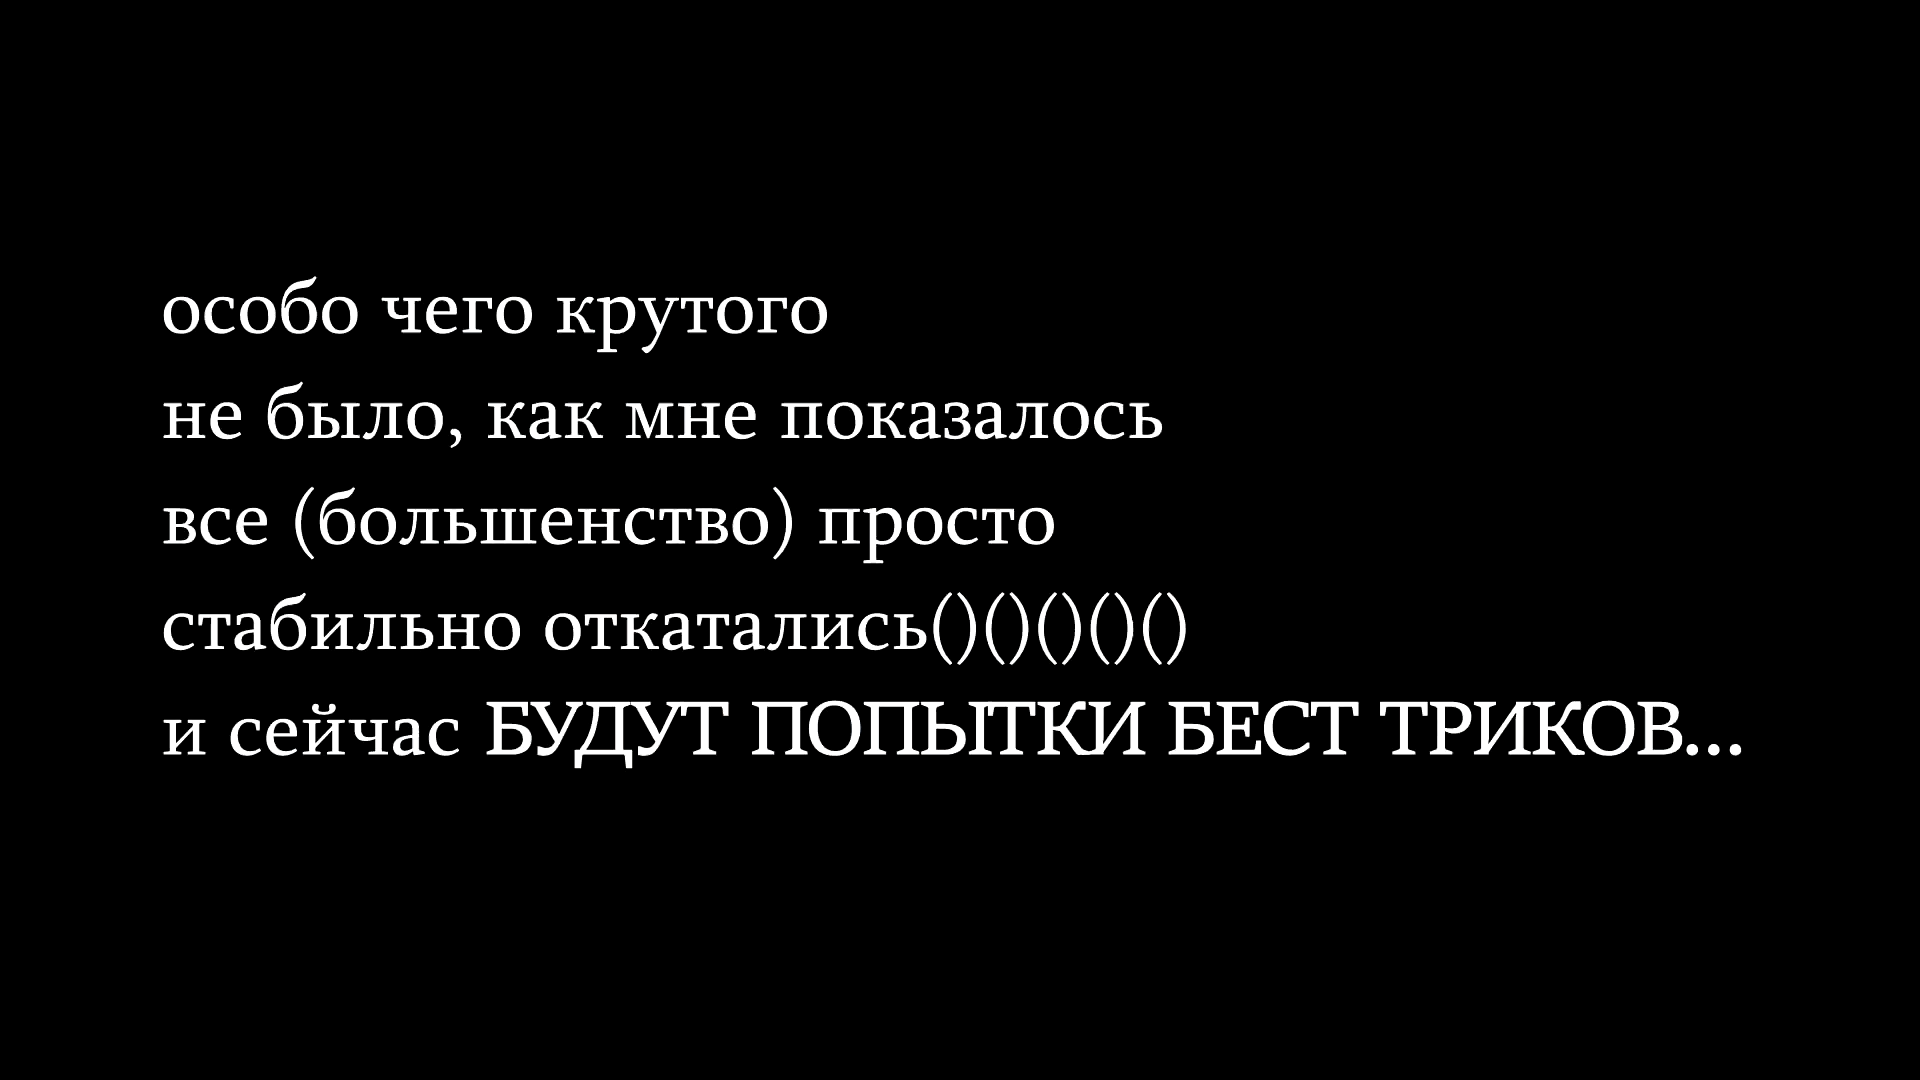 особо чего крутого
не было, как мне показалось
все (большенство) просто
стабильно откатались()()()()()
и сейчас БУДУТ ПОПЫТКИ БЕСТ ТРИКОВ...